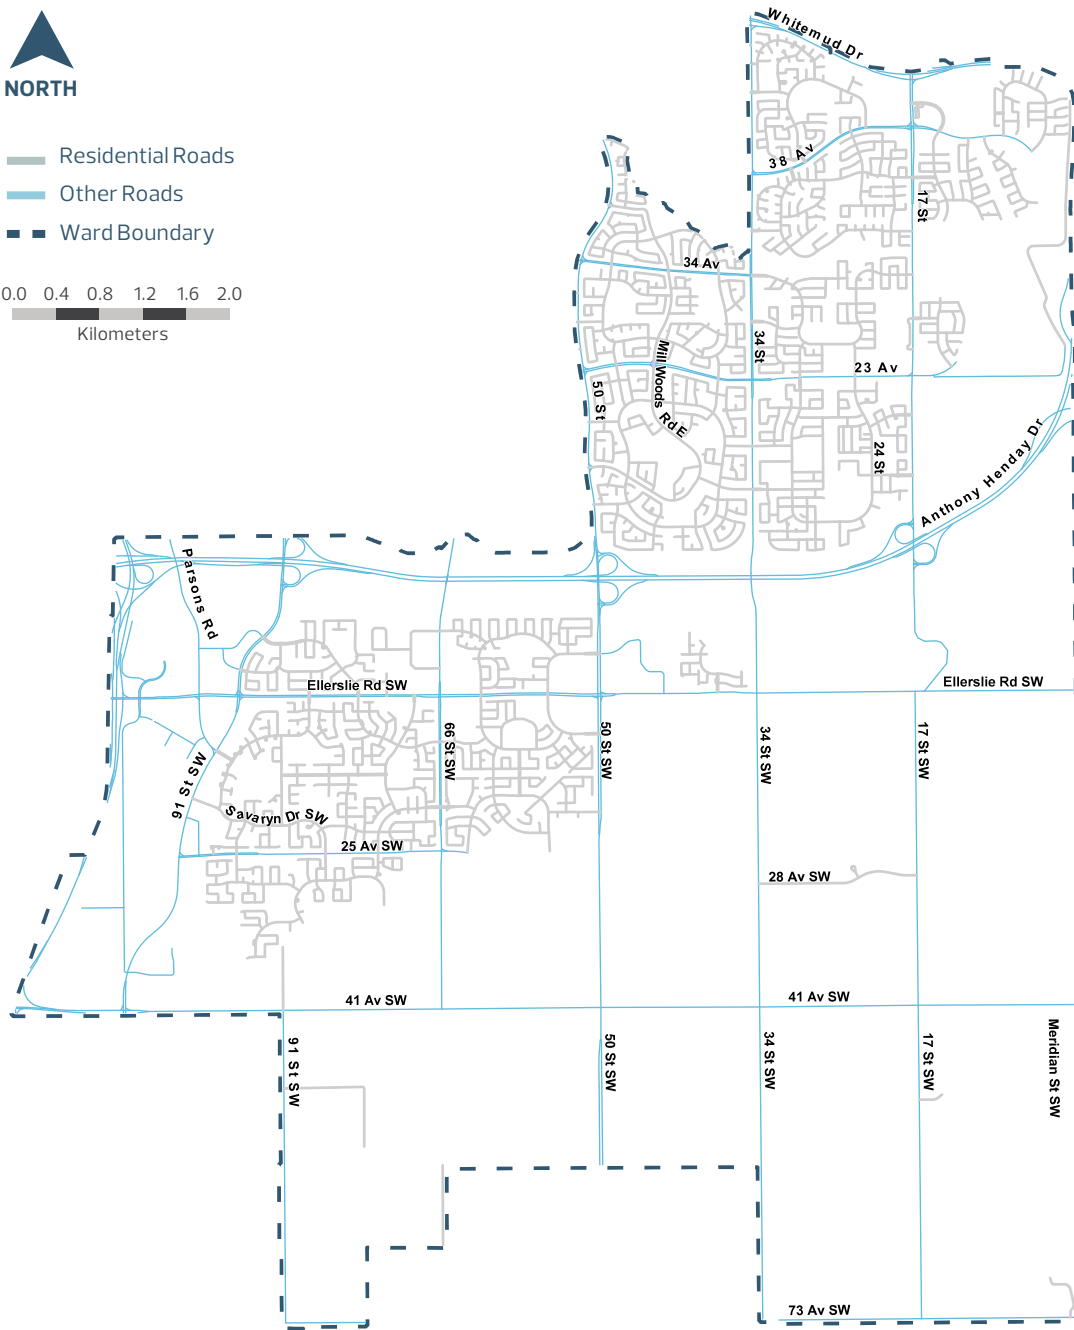 NORTH
Residential Roads
Other Roads
Ward Boundary
0.0 0.4 0.8 1.2 1.6 2.0
Kilometers
Whitemud Dr
38 Av
17 St
34 Av
34 St
Mill Woods Rd E
23 Av
50 St
24 St
Anthony Henday Dr
Parsons Rd
Ellerslie Rd SW
Ellerslie Rd SW
66 St SW
50 St SW
34 St SW
17 St SW
91 St SW
Savaryn Dr SW
25 Av SW
28 Av SW
41 Av SW
41 Av SW
91 St SW
50 St SW
34 St SW
17 St SW
Meridian St SW
73 Av SW